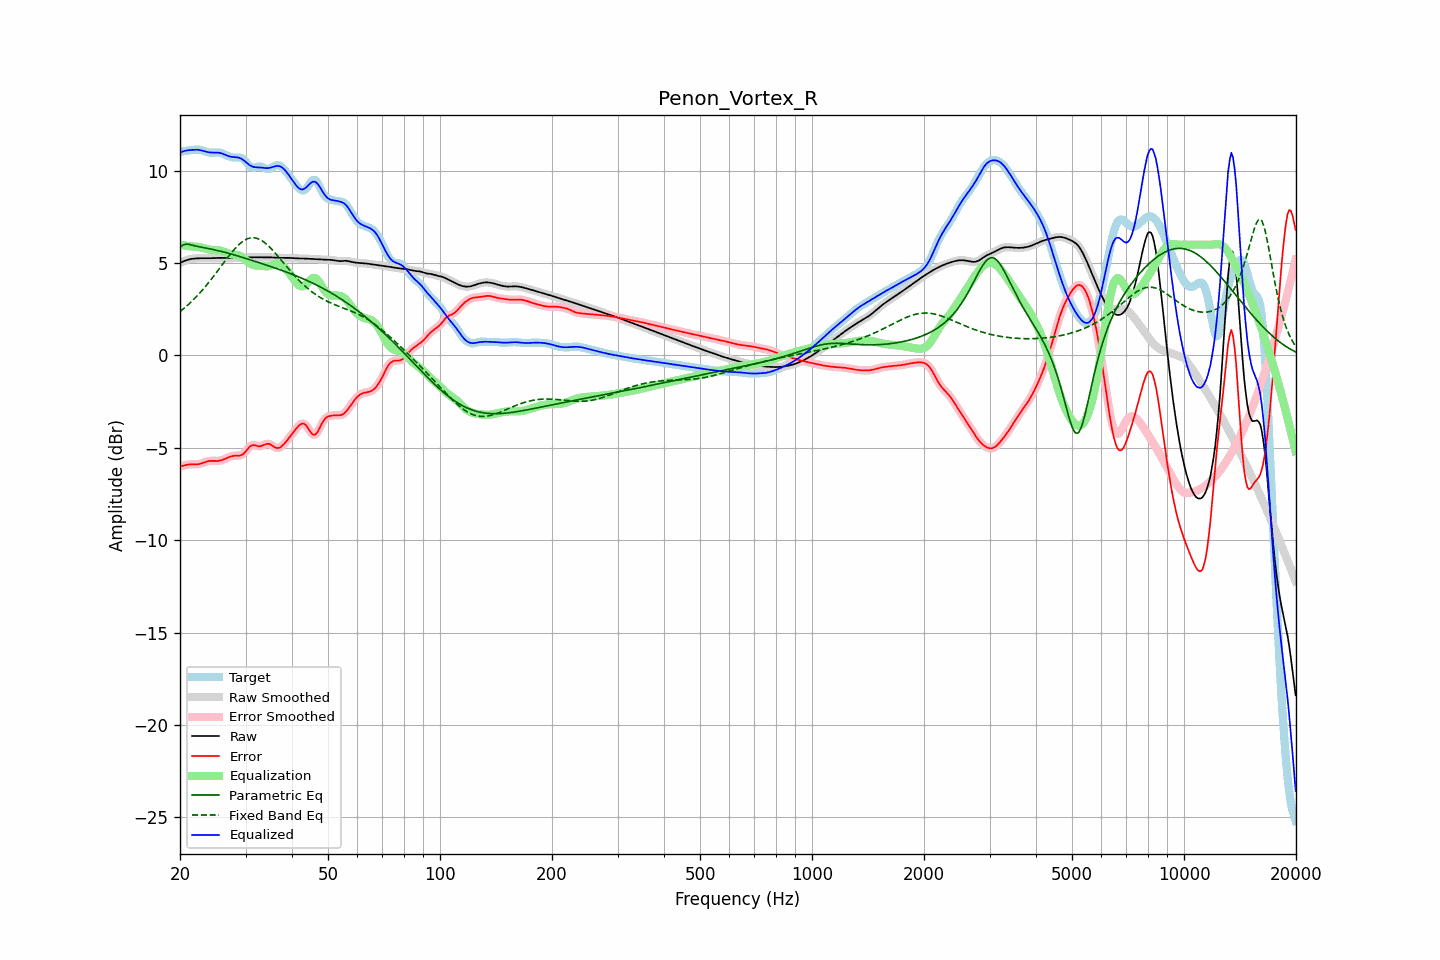 Penon_Vortex_R
Amplitude (dBr)
10
5
0
−5
−10
−15
−20
−25
Target
Raw Smoothed
Error Smoothed
Raw
Error
Equalization
Parametric Eq
Fixed Band Eq
Equalized
20 50 100 200 500 1000 2000 5000 10000 20000
Frequency (Hz)